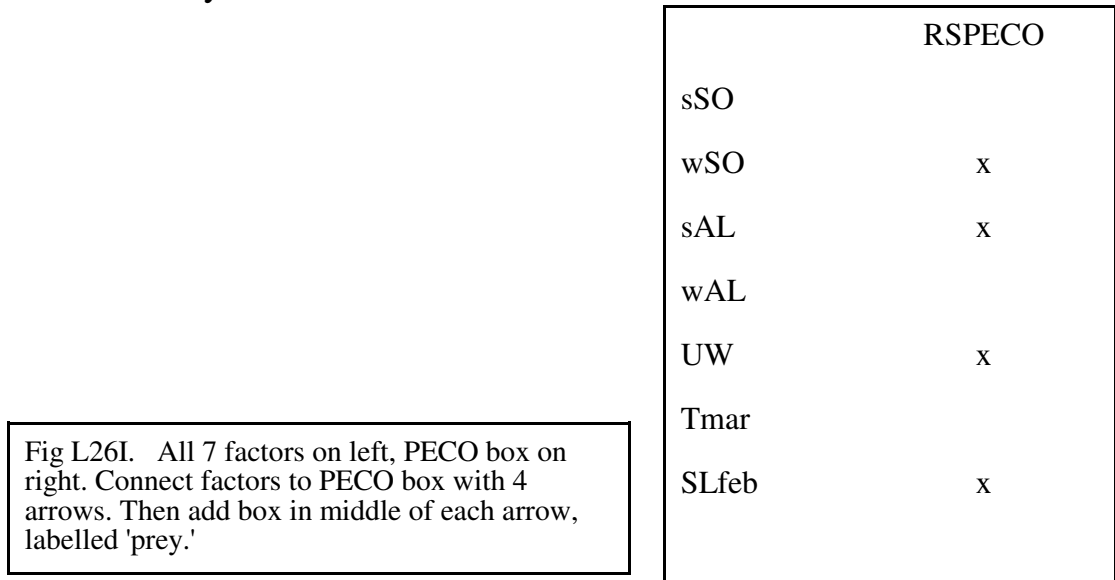 RSPECO
sSO
wSO x
sAL x
wAL
UW x
Tmar
SLfeb x
Fig L26I. All 7 factors on left, PECO box on
right. Connect factors to PECO box with 4
arrows. Then add box in middle of each arrow,
labelled 'prey.'